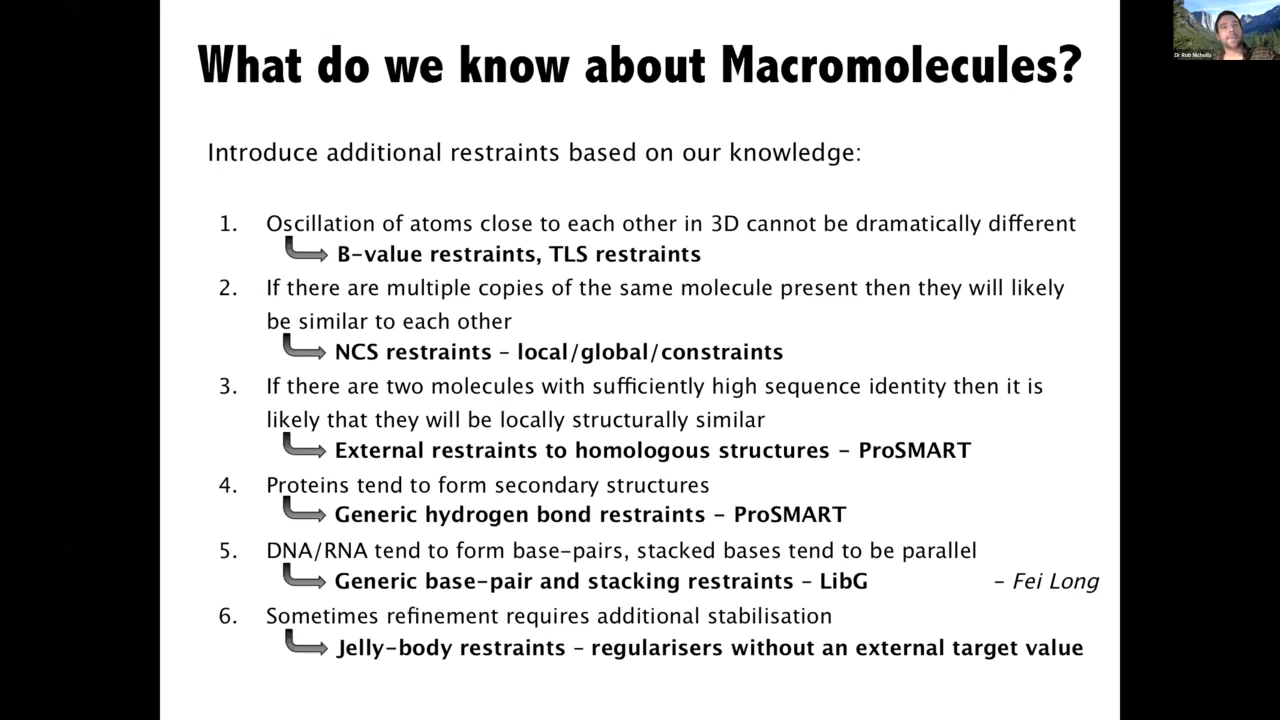 What do we know about Macromolecules?
Dr Rob Nicholls
Introduce additional restraints based on our knowledge:
1. Oscillation of atoms close to each other in 3D cannot be dramatically different
B-value restraints, TLS restraints
2. If there are multiple copies of the same molecule present then they will likely
be similar to each other
NCS restraints – local/global/constraints
3. If there are two molecules with sufficiently high sequence identity then it is
likely that they will be locally structurally similar
External restraints to homologous structures – ProSMART
4. Proteins tend to form secondary structures
Generic hydrogen bond restraints – ProSMART
5. DNA/RNA tend to form base-pairs, stacked bases tend to be parallel
Generic base-pair and stacking restraints – LibG – Fei Long
6. Sometimes refinement requires additional stabilisation
Jelly-body restraints – regularisers without an external target value